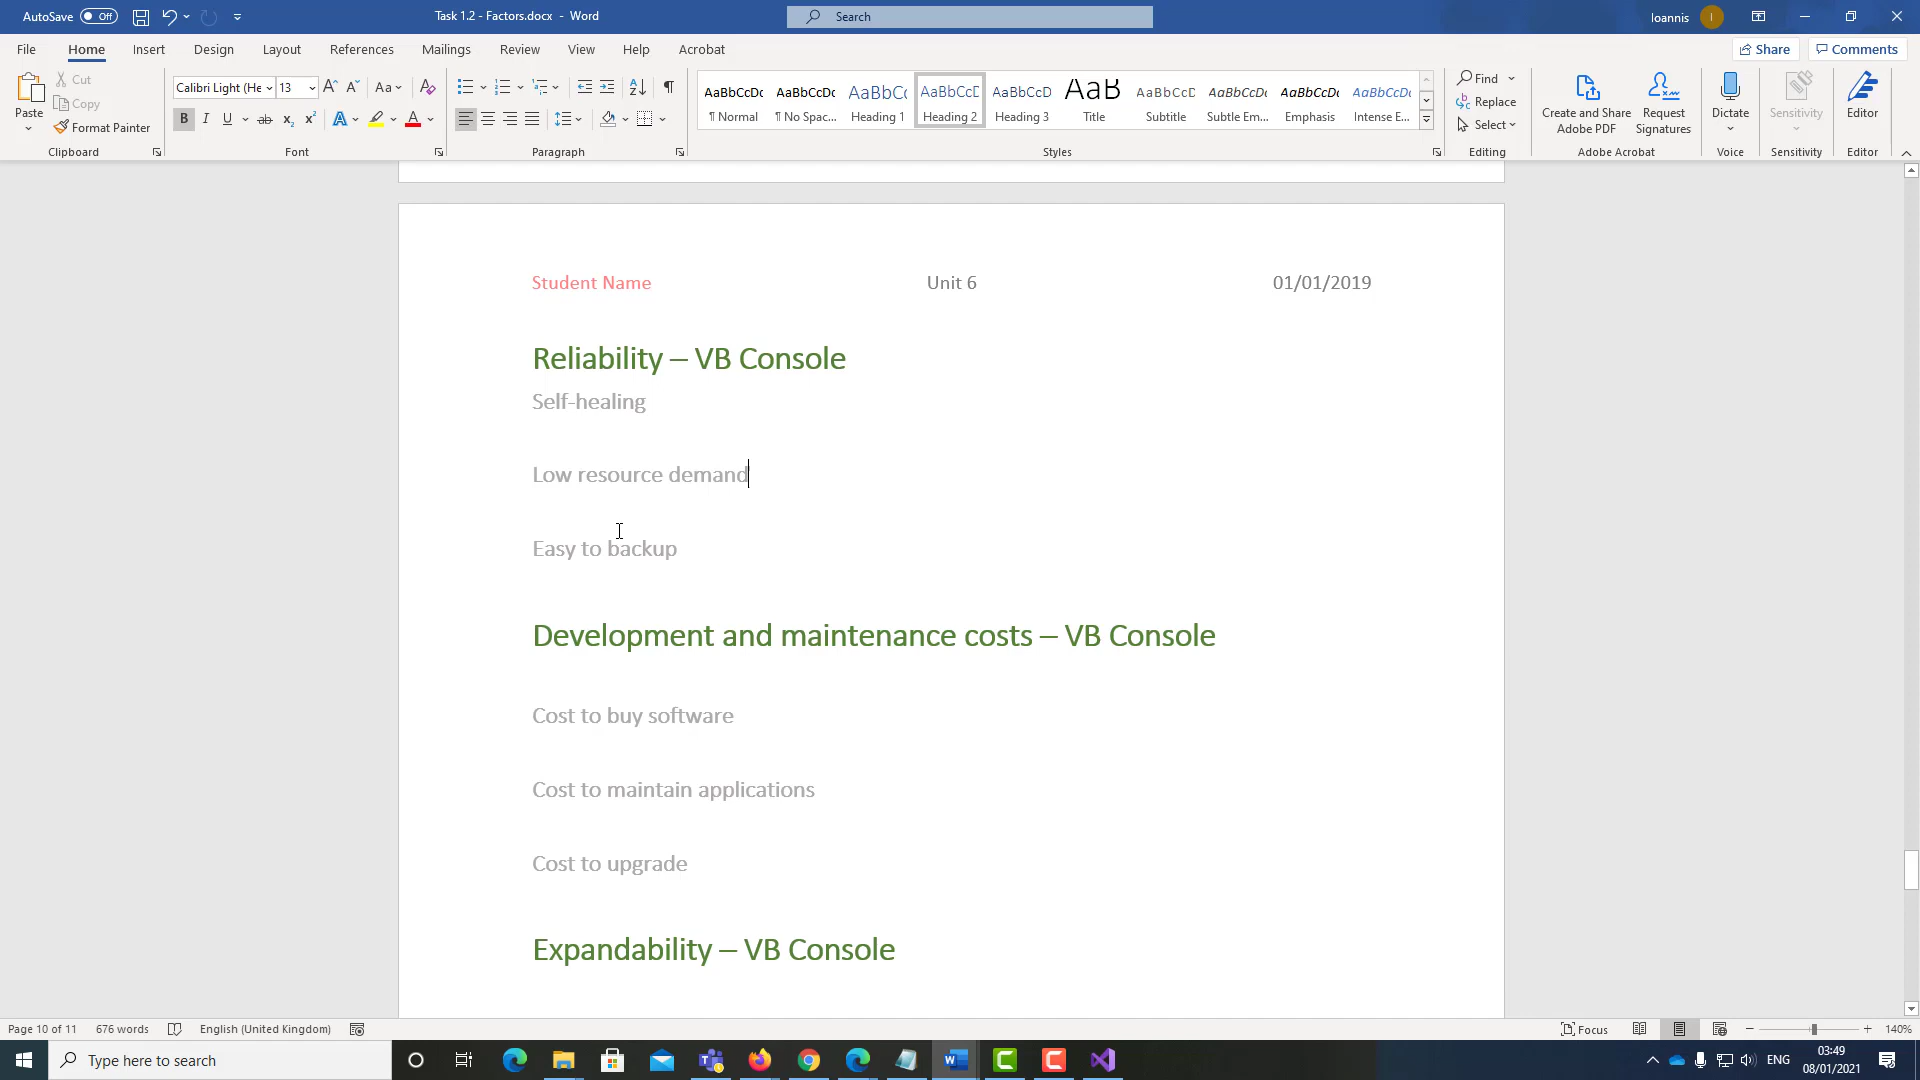 AutoSave Off Task 1.2 - Factors.docx - Word Search Ioannis I
File Home Insert Design Layout References Mailings Review View Help Acrobat Share Comments
Paste Cut Copy Format Painter
Clipboard
Calibri Light (He 13
Font
Paragraph
AaBbCcDc AaBbCcDc AaBbCc AaBbCcD AaBbCcD AaB AaBbCcD AaBbCcDc AaBbCcDc AaBbCcDc
¶ Normal ¶ No Spac... Heading 1 Heading 2 Heading 3 Title Subtitle Subtle Em... Emphasis Intense E...
Styles
Find
Replace
Select
Editing
Create and Share Adobe PDF Request Signatures
Adobe Acrobat
Dictate
Voice
Sensitivity
Sensitivity
Editor
Editor
Student Name Unit 6 01/01/2019
Reliability – VB Console
Self-healing
Low resource demand
Easy to backup
Development and maintenance costs – VB Console
Cost to buy software
Cost to maintain applications
Cost to upgrade
Expandability – VB Console
Page 10 of 11 676 words English (United Kingdom) Focus 140%
Type here to search ENG 03:49
08/01/2021